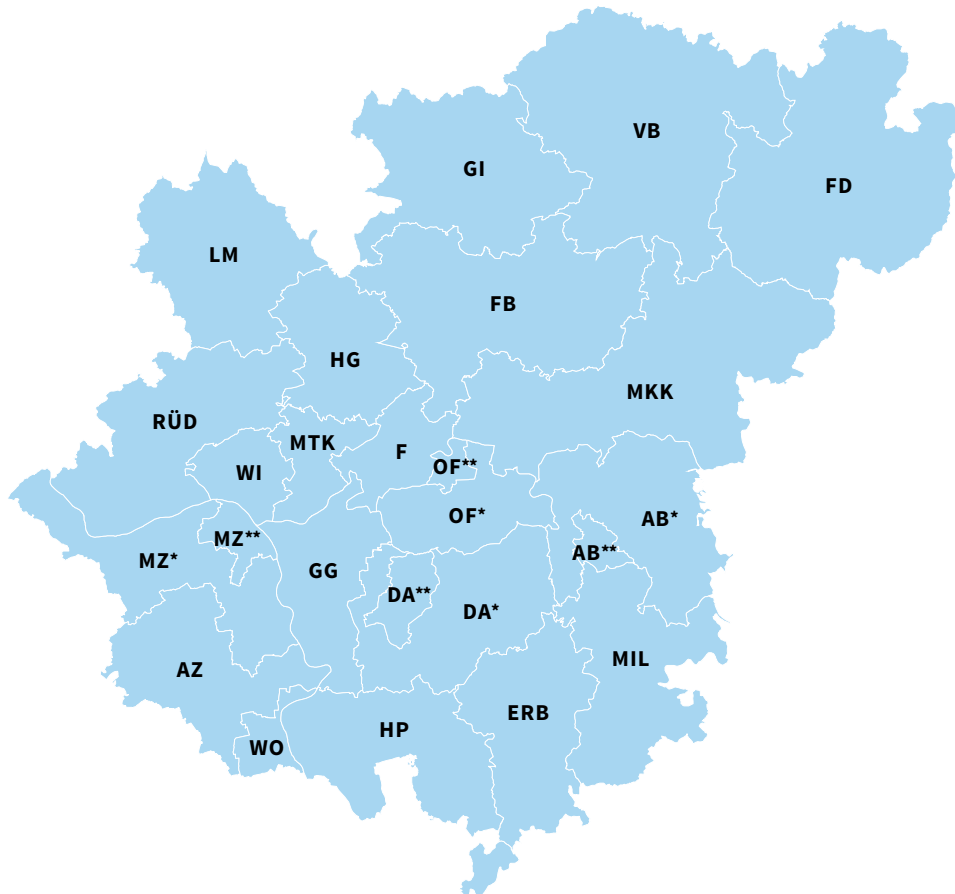 VB
GI
FD
LM
FB
HG
MKK
RÜD
MTK
F
WI
OF**
OF*
AB*
MZ**
AB**
MZ*
GG
DA**
DA*
MIL
AZ
ERB
HP
WO